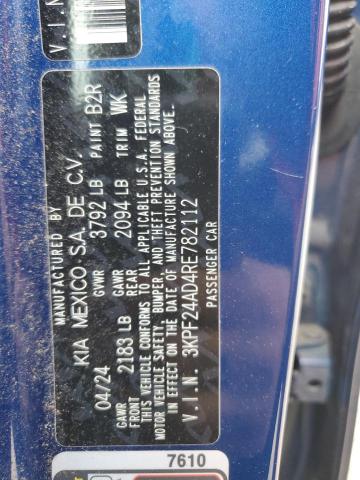 MANUFACTURED BY
KIA MEXICO S.A. DE C.V.
04/24 GVWR 3792 LB PAINT B2R
GAWR FRONT 2183 LB GAWR REAR 2094 LB TRIM WK
THIS VEHICLE CONFORMS TO ALL APPLICABLE U.S.A. FEDERAL
MOTOR VEHICLE SAFETY, BUMPER, AND THEFT PREVENTION STANDARDS
IN EFFECT ON THE DATE OF MANUFACTURE SHOWN ABOVE.
V.I.N. 3KPF24AD4RE782112
PASSENGER CAR
V.I.N
7610